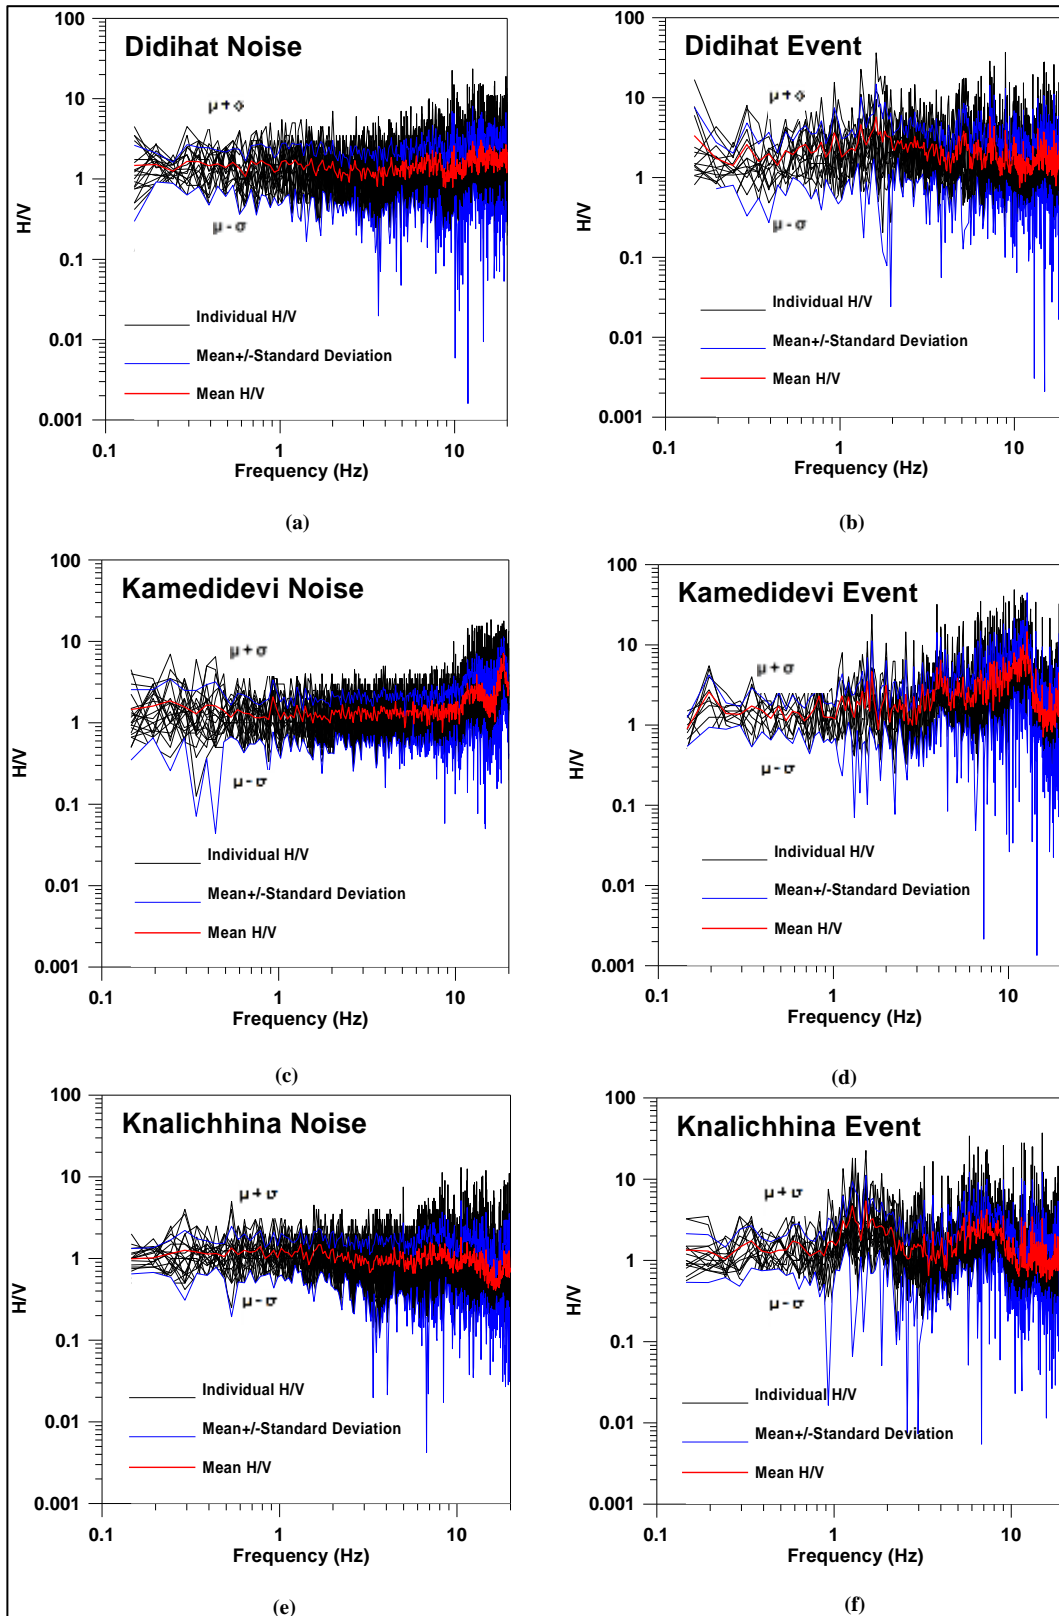 Didihat Noise
100
10
1
0.1
0.01
0.001
H/V
μ+σ
μ-σ
Individual H/V
Mean+/-Standard Deviation
Mean H/V
0.1
1
10
Frequency (Hz)
(a)
Didihat Event
100
10
1
0.1
0.01
0.001
H/V
μ+σ
μ-σ
Individual H/V
Mean+/-Standard Deviation
Mean H/V
0.1
1
10
Frequency (Hz)
(b)
Kamedidevi Noise
100
10
1
0.1
0.01
0.001
H/V
μ+σ
μ-σ
Individual H/V
Mean+/-Standard Deviation
Mean H/V
0.1
1
10
Frequency (Hz)
(c)
Kamedidevi Event
100
10
1
0.1
0.01
0.001
H/V
μ+σ
μ-σ
Individual H/V
Mean+/-Standard Deviation
Mean H/V
0.1
1
10
Frequency (Hz)
(d)
Knalichhina Noise
100
10
1
0.1
0.01
0.001
H/V
μ+σ
μ-σ
Individual H/V
Mean+/-Standard Deviation
Mean H/V
0.1
1
10
Frequency (Hz)
(e)
Knalichhina Event
100
10
1
0.1
0.01
0.001
H/V
μ+σ
μ-σ
Individual H/V
Mean+/-Standard Deviation
Mean H/V
0.1
1
10
Frequency (Hz)
(f)